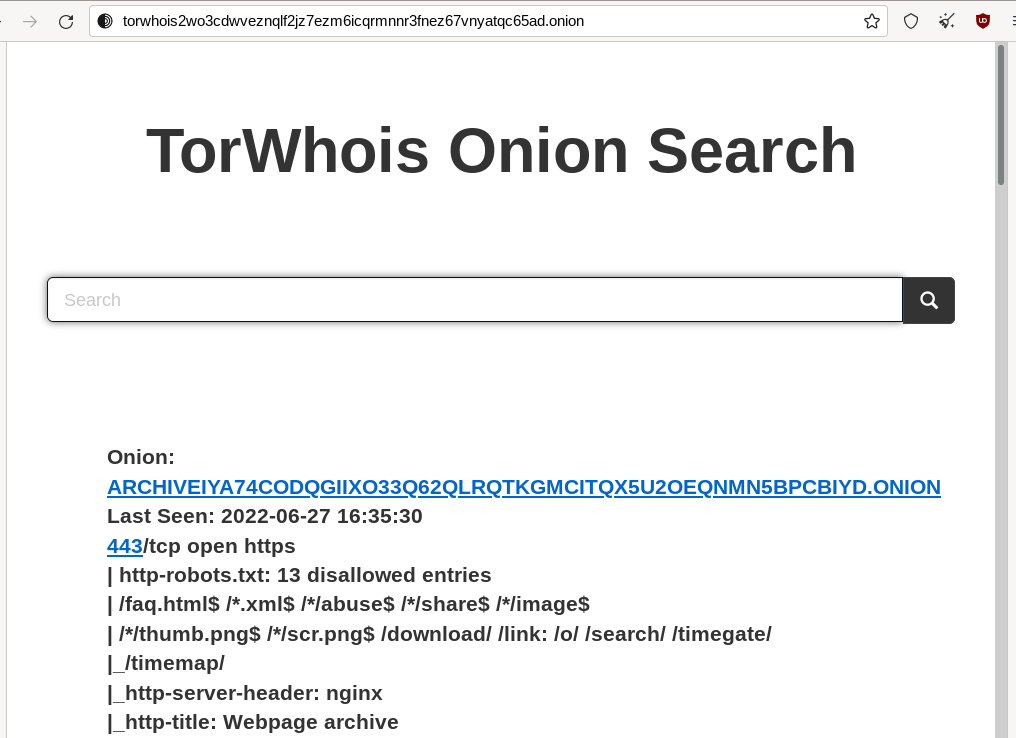 torwhois2wo3cdwveznqlf2jz7ezm6icqrmnnr3fnez67vnyatqc65ad.onion
TorWhois Onion Search
Search
Onion:
ARCHIVEIYA74CODQGIIXO33Q62QLRQTKGMCITQX5U2OEQNMN5BPCBIYD.ONION
Last Seen: 2022-06-27 16:35:30
443/tcp open https
| http-robots.txt: 13 disallowed entries
| /faq.html$ /*.xml$ /*/abuse$ /*/share$ /*/image$
| /*/thumb.png$ /*/scr.png$ /download/ /link: /o/ /search/ /timegate/
|_/timemap/
|_http-server-header: nginx
|_http-title: Webpage archive